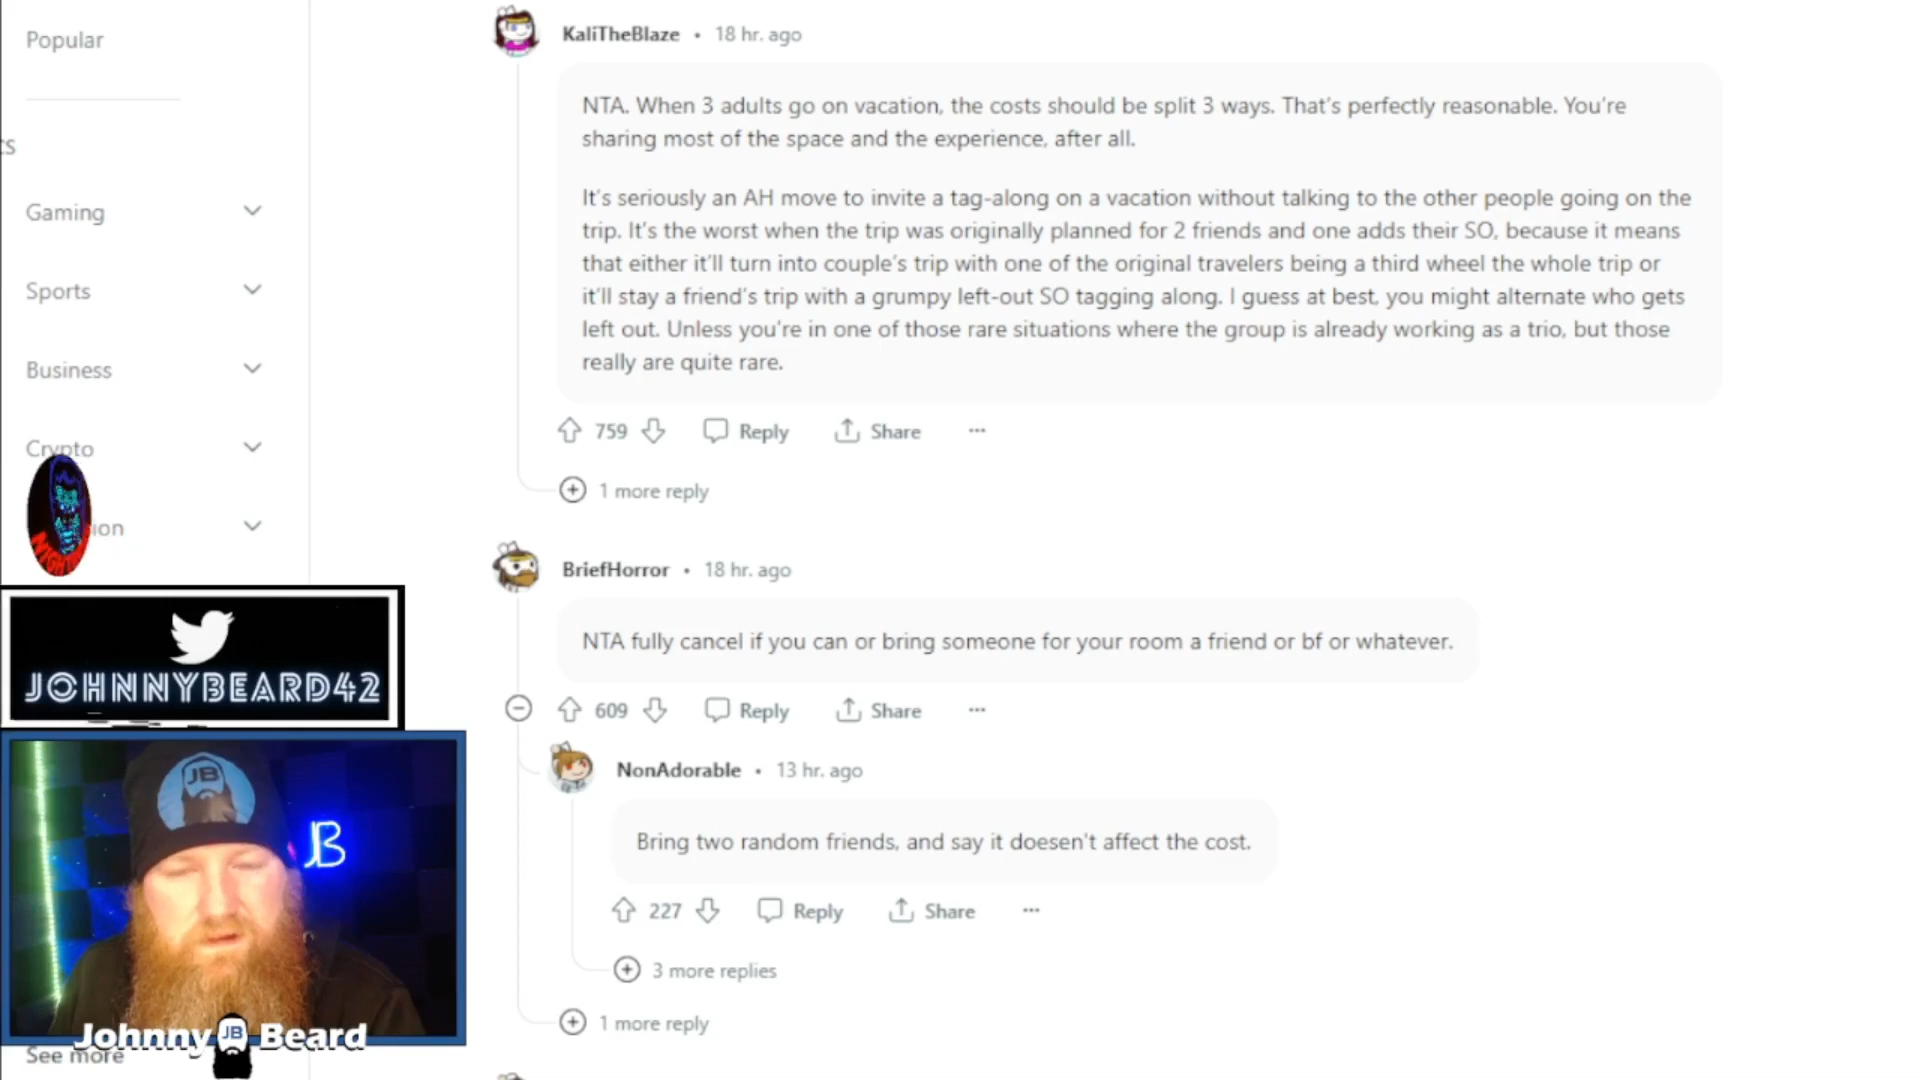 Popular
cs
Gaming
Sports
Business
Crypto
ion
See more
KaliTheBlaze • 18 hr. ago
NTA. When 3 adults go on vacation, the costs should be split 3 ways. That's perfectly reasonable. You're
sharing most of the space and the experience, after all.
It's seriously an AH move to invite a tag-along on a vacation without talking to the other people going on the
trip. It's the worst when the trip was originally planned for 2 friends and one adds their SO, because it means
that either it'll turn into couple's trip with one of the original travelers being a third wheel the whole trip or
it'll stay a friend's trip with a grumpy left-out SO tagging along. I guess at best, you might alternate who gets
left out. Unless you're in one of those rare situations where the group is already working as a trio, but those
really are quite rare.
759 Reply Share ...
1 more reply
BriefHorror • 18 hr. ago
NTA fully cancel if you can or bring someone for your room a friend or bf or whatever.
609 Reply Share ...
NonAdorable • 13 hr. ago
Bring two random friends, and say it doesen't affect the cost.
227 Reply Share ...
3 more replies
1 more reply
JOHNNYBEARD42
JB
JB
Johnny JB Beard